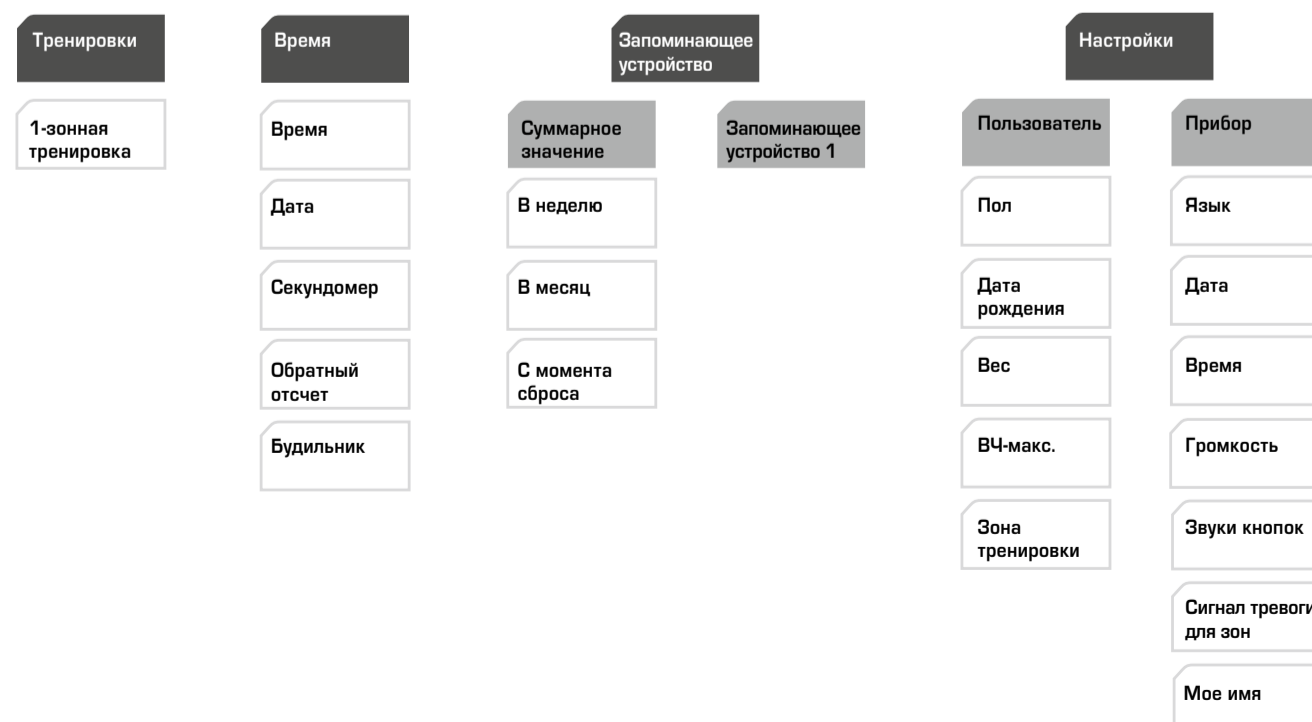 Тренировки
1-зонная
тренировка
Время
Время
Дата
Секундомер
Обратный
отсчет
Будильник
Запоминающее
устройство
Суммарное
значение
В неделю
В месяц
С момента
сброса
Запоминающее
устройство 1
Настройки
Пользователь
Пол
Дата
рождения
Вес
ВЧ-макс.
Зона
тренировки
Прибор
Язык
Дата
Время
Громкость
Звуки кнопок
Сигнал тревоги
для зон
Мое имя